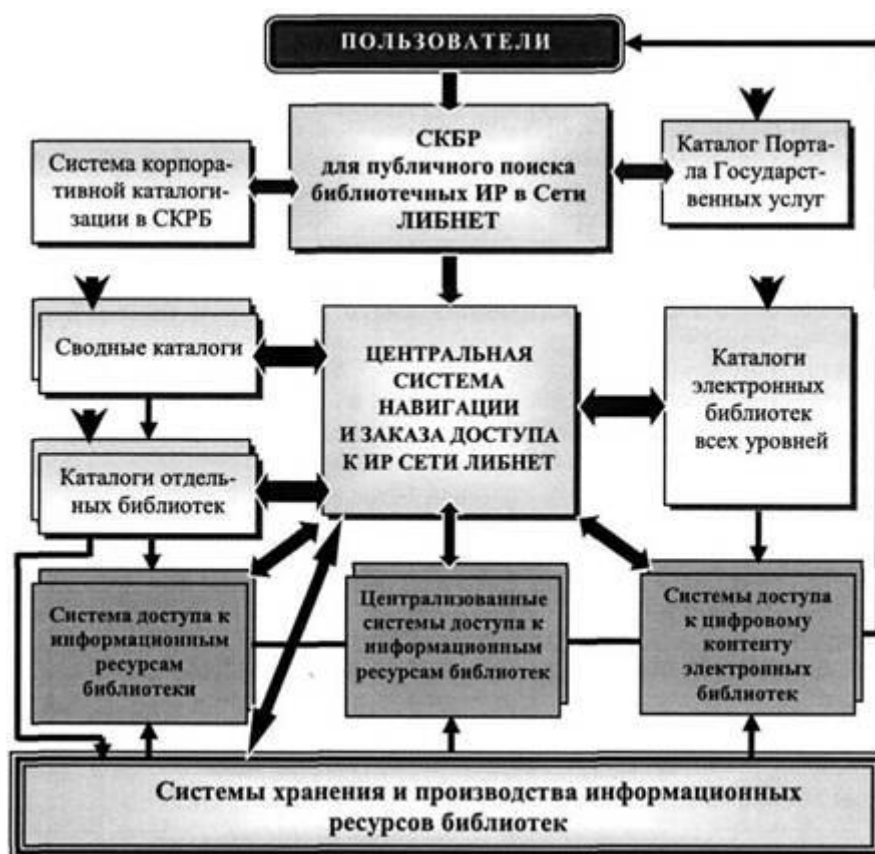 ПОЛЬЗОВАТЕЛИ
СКБР
для публичного поиска
библиотечных ИР в Сети
ЛИБНЕТ
Система корпора-
тивной каталоги-
зации в СКРБ
Каталог Порта-
ла Государст-
венных услуг
Сводные каталоги
ЦЕНТРАЛЬНАЯ
СИСТЕМА
НАВИГАЦИИ
И ЗАКАЗА ДОСТУПА
К ИР СЕТИ ЛИБНЕТ
Каталоги
электронных
библиотек
всех уровней
Каталоги отдель-
ных библиотек
Система доступа к
информационным
ресурсам
библиотеки
Централизованные
системы доступа к
информационным
ресурсам библиотек
Системы доступа
к цифровому
контенту
электронных
библиотек
Системы хранения и производства информационных
ресурсов библиотек